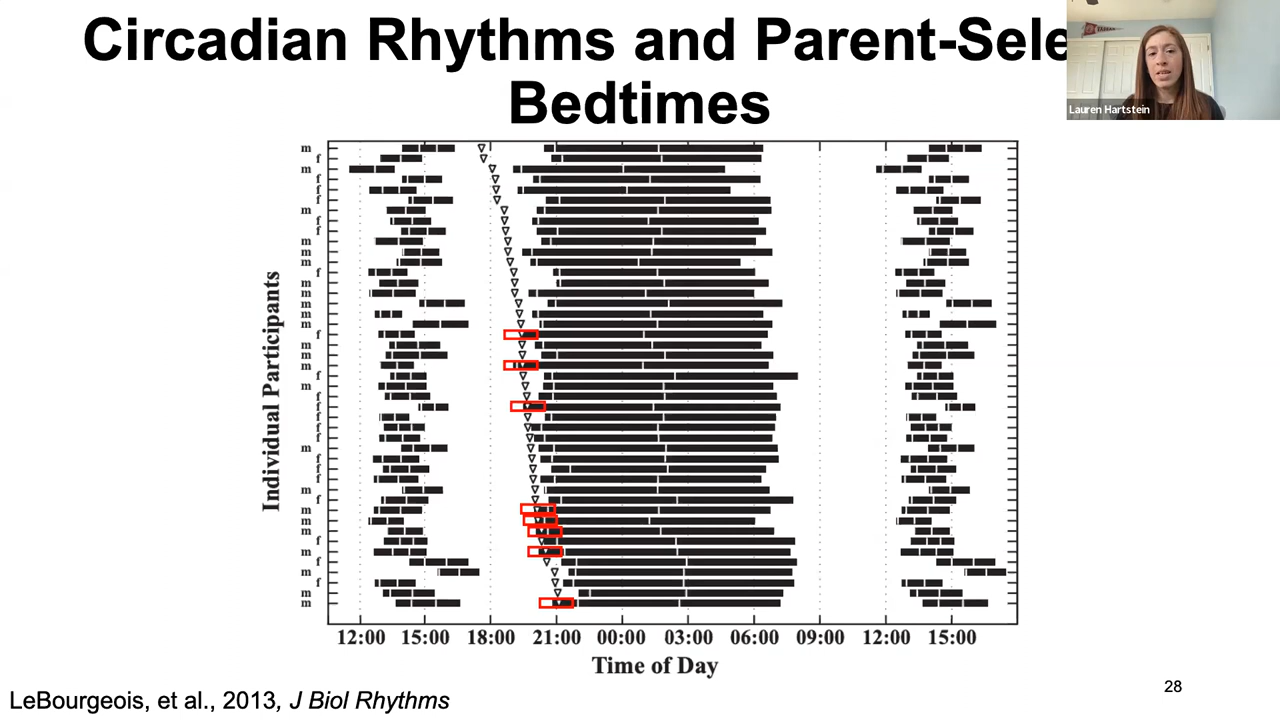 Circadian Rhythms and Parent-Sele
Bedtimes
Lauren Hartstein
m
f
m
f
f
f
m
f
f
m
m
m
f
m
m
m
m
m
f
m
m
m
f
m
f
f
f
f
f
m
f
f
f
m
f
m
m
m
f
m
f
m
f
m
m
Individual Participants
12:00 15:00 18:00 21:00 00:00 03:00 06:00 09:00 12:00 15:00
Time of Day
LeBourgeois, et al., 2013, J Biol Rhythms
28